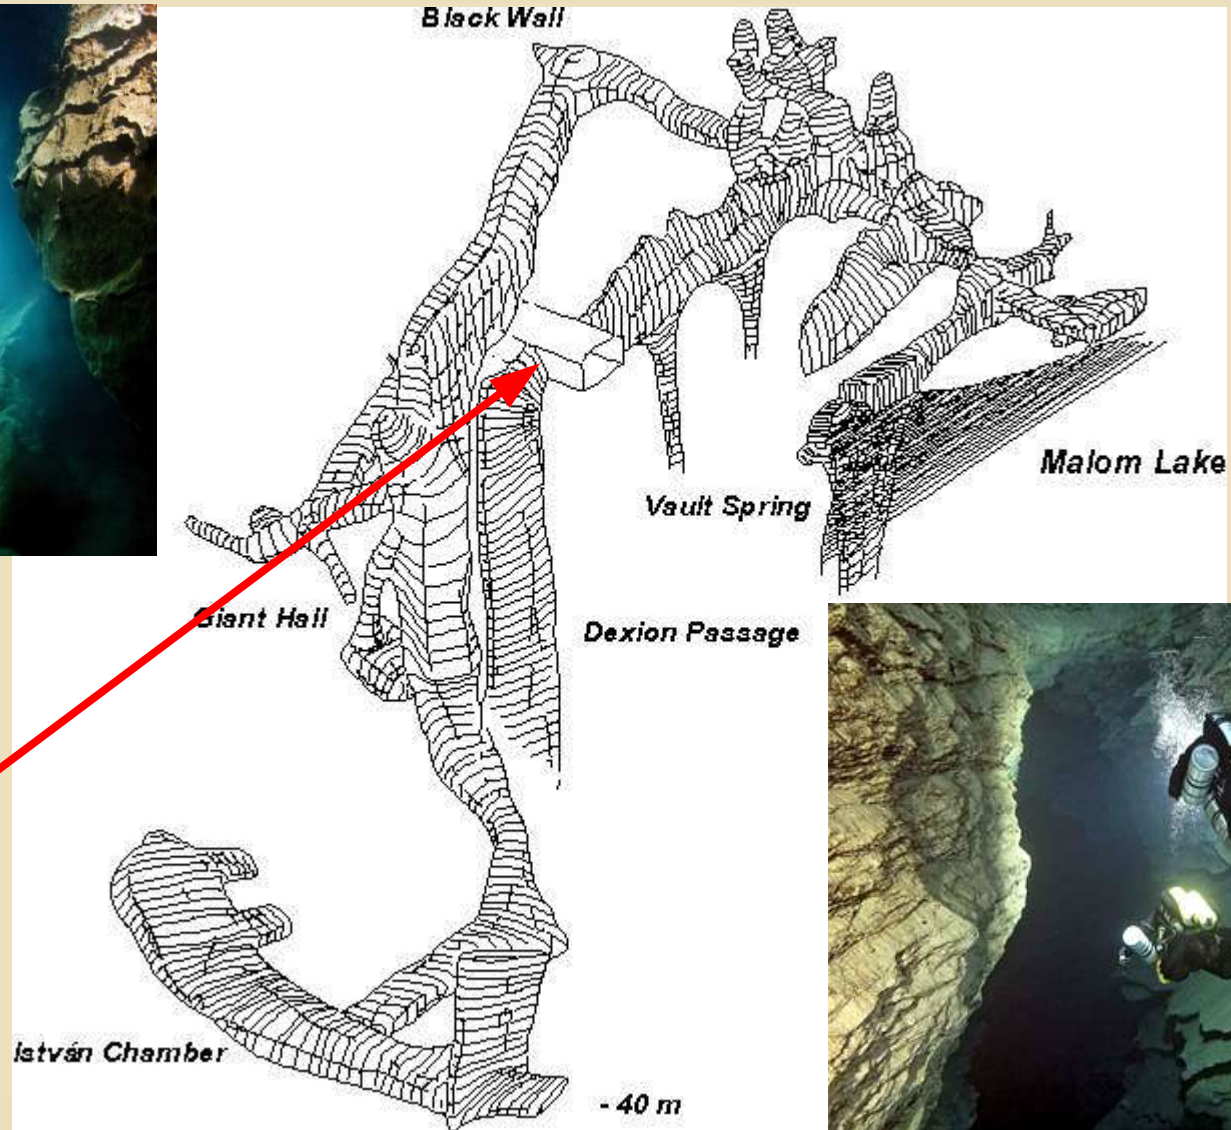 Black Wall
Malom Lake
Vault Spring
Giant Hall
Dexion Passage
István Chamber
- 40 m